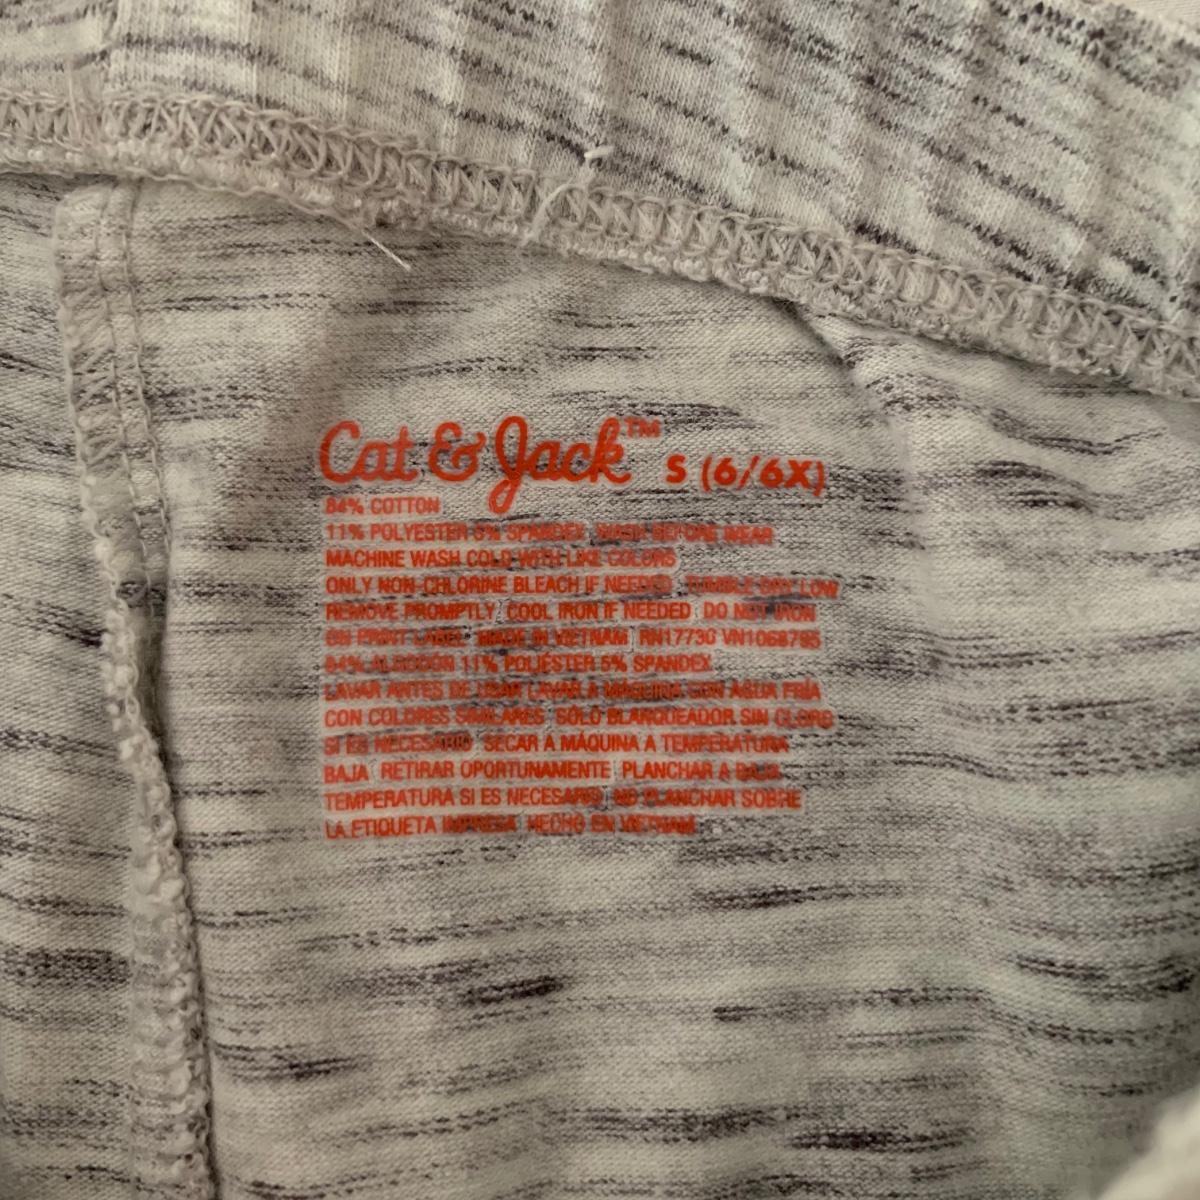 Cat & Jack™ S (6/6X)
84% COTTON
11% POLYESTER 5% SPANDEX WASH BEFORE WEAR
MACHINE WASH COLD WITH LIKE COLORS
ONLY NON-CHLORINE BLEACH IF NEEDED TUMBLE DRY LOW
REMOVE PROMPTLY COOL IRON IF NEEDED DO NOT IRON
ON PRINT LABEL MADE IN VIETNAM RN17730 VN1068795
84% ALGODÓN 11% POLIÉSTER 5% SPANDEX
LAVAR ANTES DE USAR LAVAR A MÁQUINA CON AGUA FRÍA
CON COLORES SIMILARES SÓLO BLANQUEADOR SIN CLORO
SI ES NECESARIO SECAR A MÁQUINA A TEMPERATURA
BAJA RETIRAR OPORTUNAMENTE PLANCHAR A BAJA
TEMPERATURA SI ES NECESARIO NO PLANCHAR SOBRE
LA ETIQUETA IMPRESA HECHO EN VIETNAM